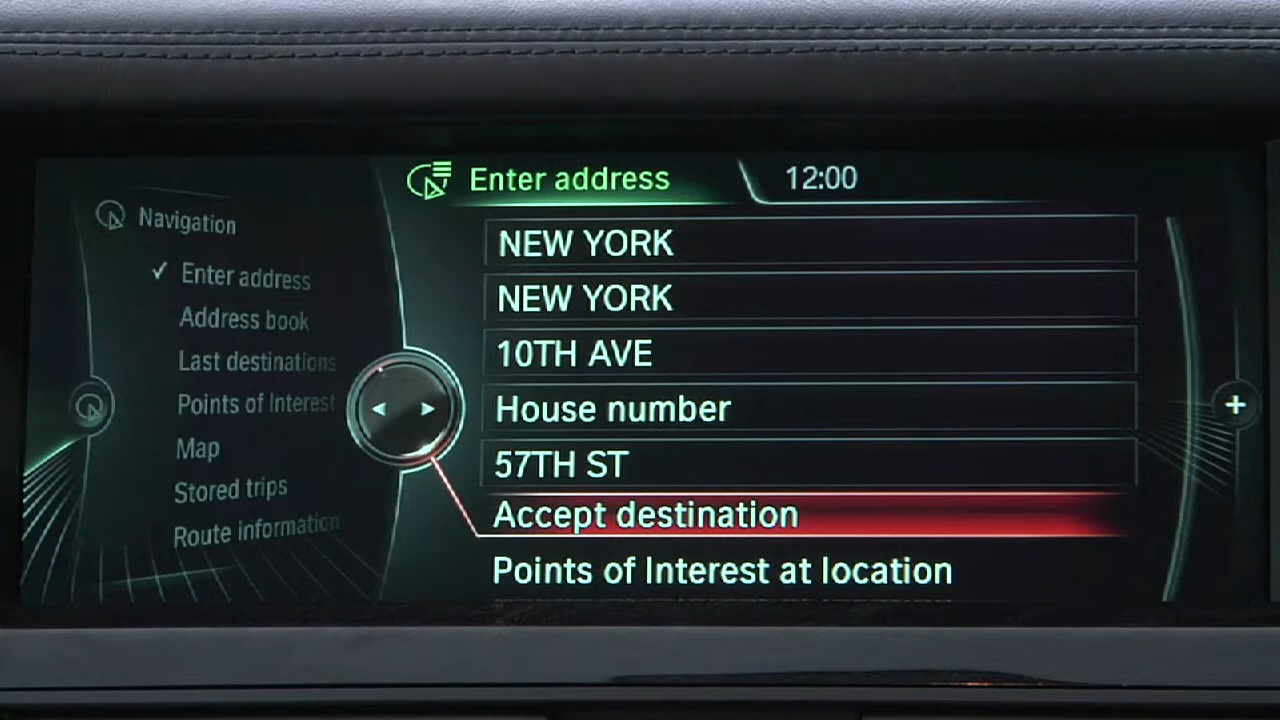 Navigation
✓ Enter address
Address book
Last destinations
Points of Interest
Map
Stored trips
Route information
Enter address
12:00
NEW YORK
NEW YORK
10TH AVE
House number
57TH ST
Accept destination
Points of Interest at location